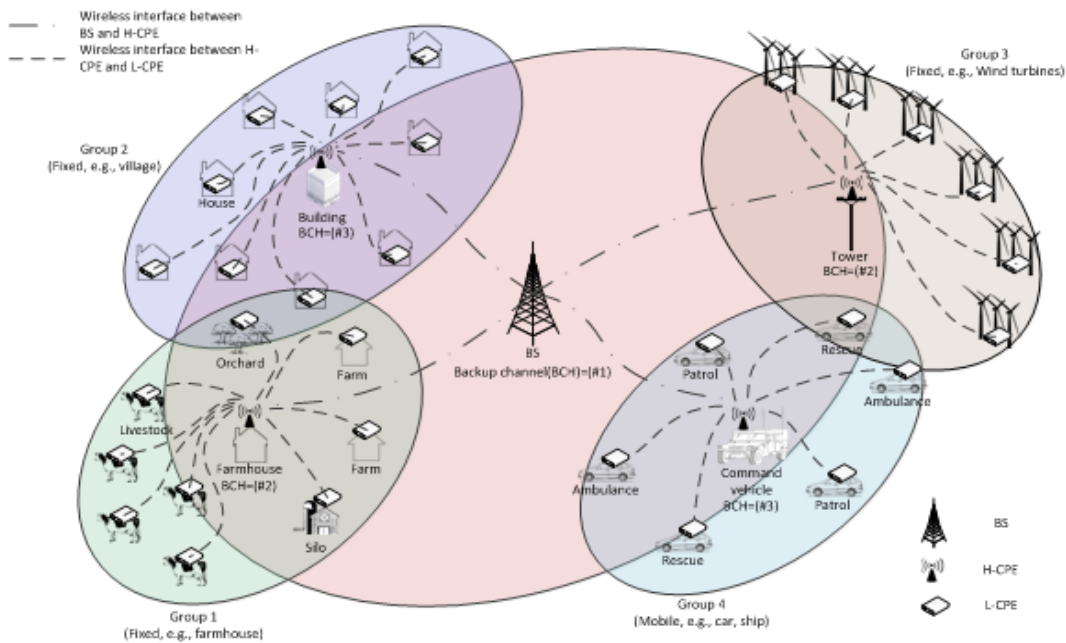 Wireless interface between
BS and H-CPE
Wireless interface between H-
CPE and L-CPE
Group 3
(Fixed, e.g., Wind turbines)
Group 2
(Fixed, e.g., village)
House
Building
BCH=(#3)
Tower
BCH=(#2)
BS
Backup channel(BCH)=(#1)
Orchard
Farm
Rescue
Patrol
Ambulance
Livestock
Farmhouse
BCH=(#2)
Farm
Ambulance
Command
vehicle
BCH=(#3)
Patrol
Silo
Rescue
BS
H-CPE
L-CPE
Group 1
(Fixed, e.g., farmhouse)
Group 4
(Mobile, e.g., car, ship)